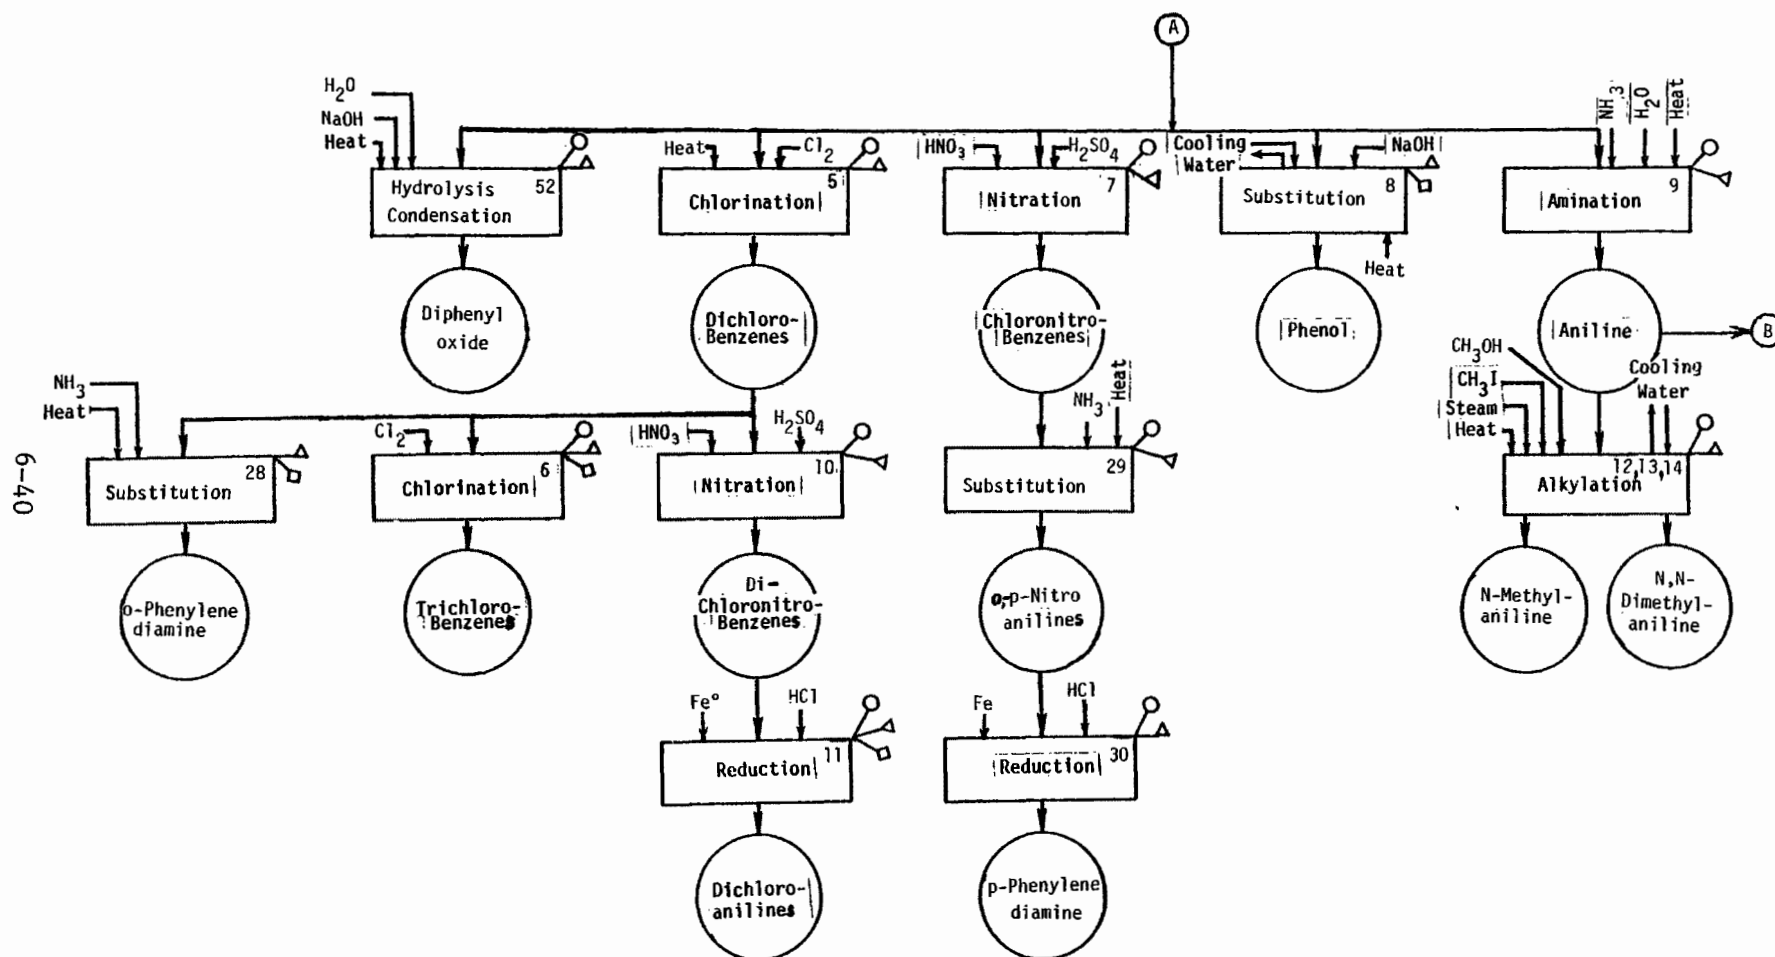 A
H2O
NaOH
Heat
Hydrolysis
Condensation
52
Heat
Cl2
5
Chlorination
HNO3
H2SO4
7
Nitration
Cooling
Water
NaOH
8
Substitution
Heat
NH3
H2O
Heat
9
Amination
Diphenyl
oxide
Dichloro-
Benzenes
Chloronitro-
Benzenes
Phenol
Aniline
B
NH3
Heat
28
Substitution
Cl2
6
Chlorination
HNO3
H2SO4
10
Nitration
NH3
Heat
29
Substitution
CH3OH
CH3I
Steam
Heat
Cooling
Water
12,13,14
Alkylation
6-40
o-Phenylene
diamine
Trichloro-
Benzenes
Di-
Chloronitro-
Benzenes
o,p-Nitro
anilines
N-Methyl-
aniline
N,N-
Dimethyl-
aniline
Fe°
HCl
11
Reduction
Fe
HCl
30
Reduction
Dichloro-
anilines
p-Phenylene
diamine